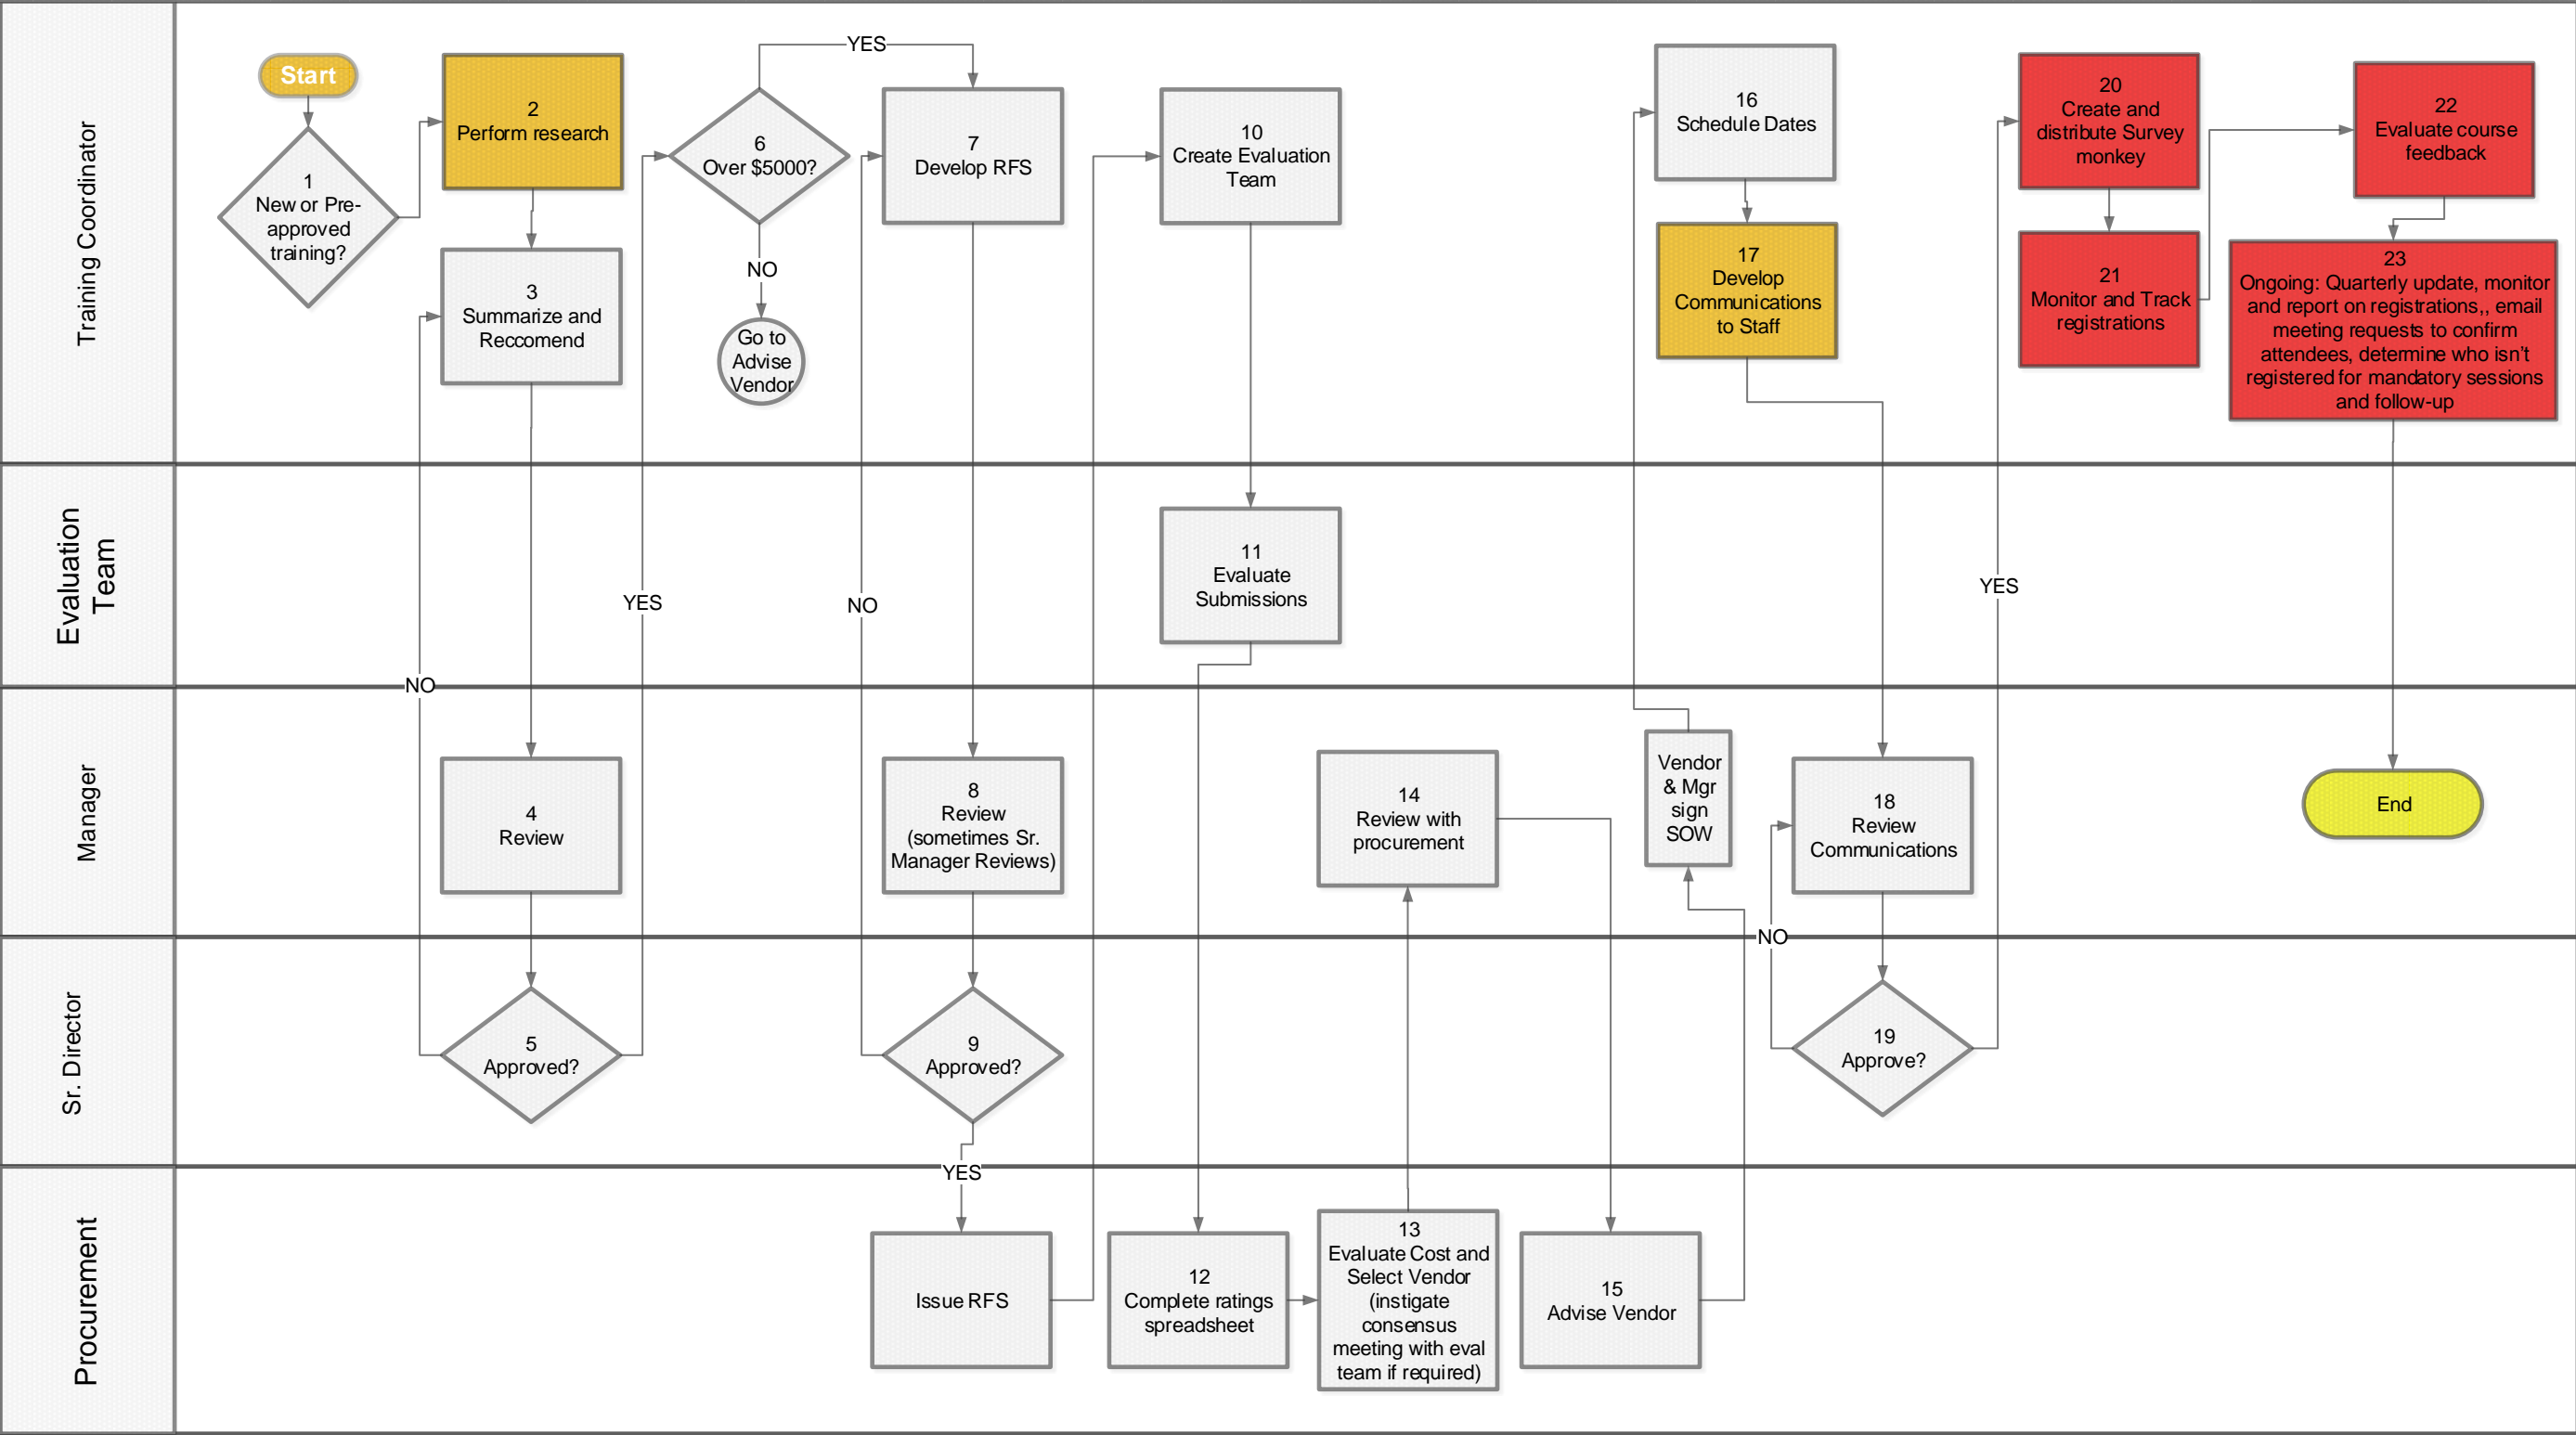 Training Coordinator
Start
1
New or Pre-
approved
training?
2
Perform research
3
Summarize and
Reccomend
YES
6
Over $5000?
NO
Go to
Advise
Vendor
7
Develop RFS
10
Create Evaluation
Team
16
Schedule Dates
17
Develop
Communications
to Staff
20
Create and
distribute Survey
monkey
21
Monitor and Track
registrations
22
Evaluate course
feedback
23
Ongoing: Quarterly update, monitor
and report on registrations,, email
meeting requests to confirm
attendees, determine who isn't
registered for mandatory sessions
and follow-up
Evaluation
Team
NO
YES
NO
11
Evaluate
Submissions
YES
Manager
4
Review
8
Review
(sometimes Sr.
Manager Reviews)
14
Review with
procurement
Vendor
& Mgr
sign
SOW
18
Review
Communications
End
NO
Sr. Director
5
Approved?
9
Approved?
19
Approve?
YES
Procurement
Issue RFS
12
Complete ratings
spreadsheet
13
Evaluate Cost and
Select Vendor
(instigate
consensus
meeting with eval
team if required)
15
Advise Vendor